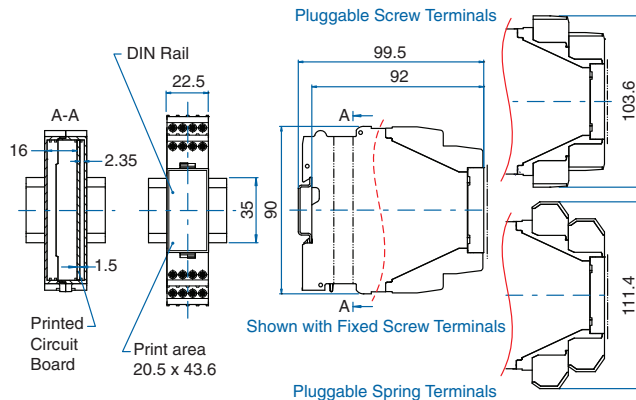 Pluggable Screw Terminals
DIN Rail
99.5
22.5
92
A-A
A
16
2.35
103.6
90
35
1.5
A
Printed
Circuit
Board
Shown with Fixed Screw Terminals
111.4
Print area
20.5 x 43.6
Pluggable Spring Terminals